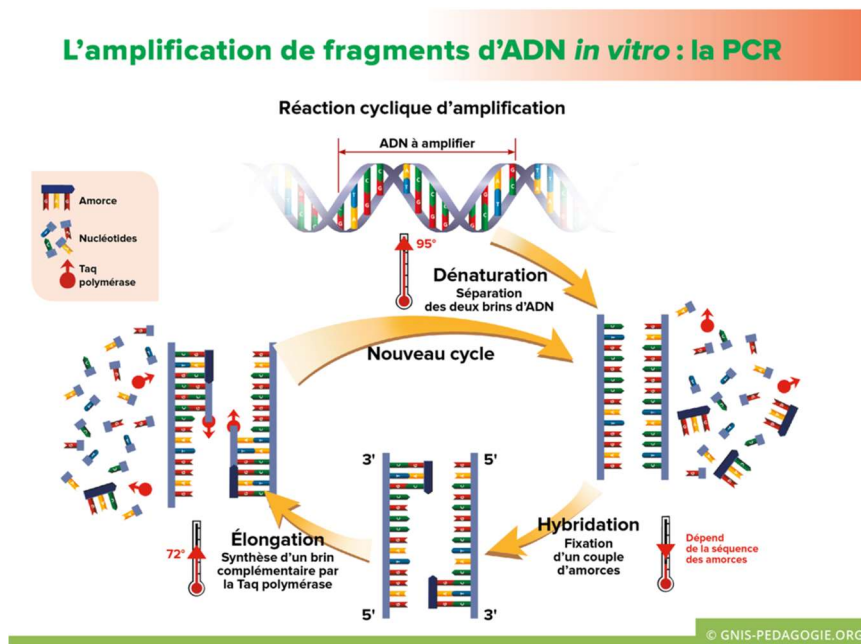 L'amplification de fragments d'ADN in vitro : la PCR
Réaction cyclique d'amplification
ADN à amplifier
Amorce
Nucléotides
Taq
polymérase
95°
Dénaturation
Séparation
des deux brins d'ADN
Nouveau cycle
3'
5'
Hybridation
Fixation
d'un couple
d'amorces
Dépend
de la séquence
des amorces
Élongation
Synthèse d'un brin
complémentaire par
la Taq polymérase
72°
5'
3'
© GNIS-PEDAGOGIE.ORG